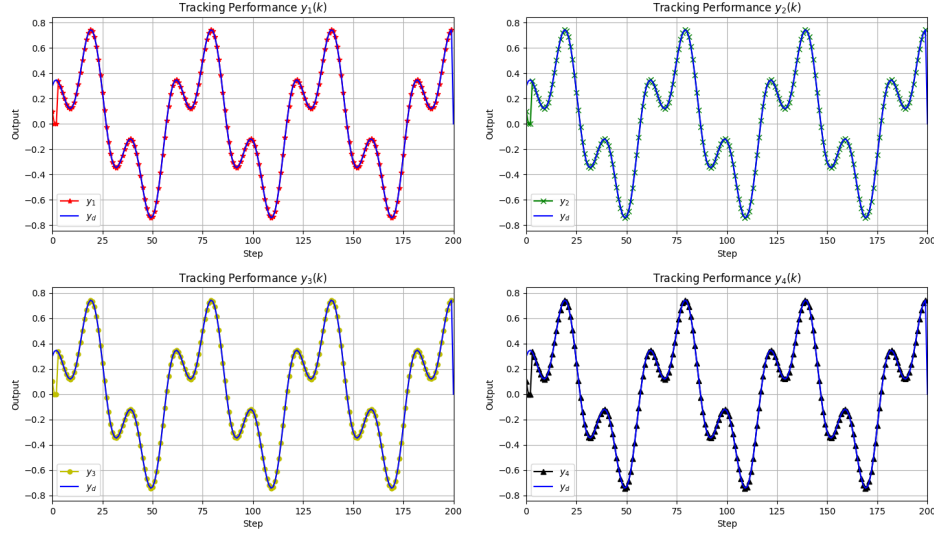 Tracking Performance y₁(k)
Output
0.8
0.6
0.4
0.2
0.0
−0.2
−0.4
−0.6
−0.8
y₁
y_d
0 25 50 75 100 125 150 175 200
Step
Tracking Performance y₂(k)
Output
0.8
0.6
0.4
0.2
0.0
−0.2
−0.4
−0.6
−0.8
y₂
y_d
0 25 50 75 100 125 150 175 200
Step
Tracking Performance y₃(k)
Output
0.8
0.6
0.4
0.2
0.0
−0.2
−0.4
−0.6
−0.8
y₃
y_d
0 25 50 75 100 125 150 175 200
Step
Tracking Performance y₄(k)
Output
0.8
0.6
0.4
0.2
0.0
−0.2
−0.4
−0.6
−0.8
y₄
y_d
0 25 50 75 100 125 150 175 200
Step